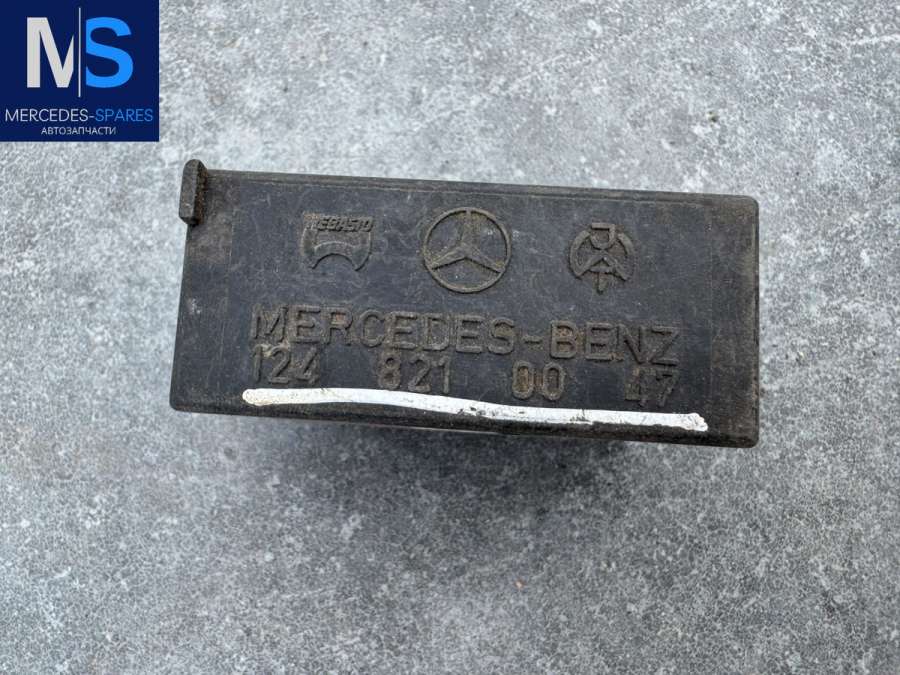 MS
MERCEDES-SPARES
АВТОЗАПЧАСТИ
WEBASTO
MERCEDES-BENZ
124 821 00 47